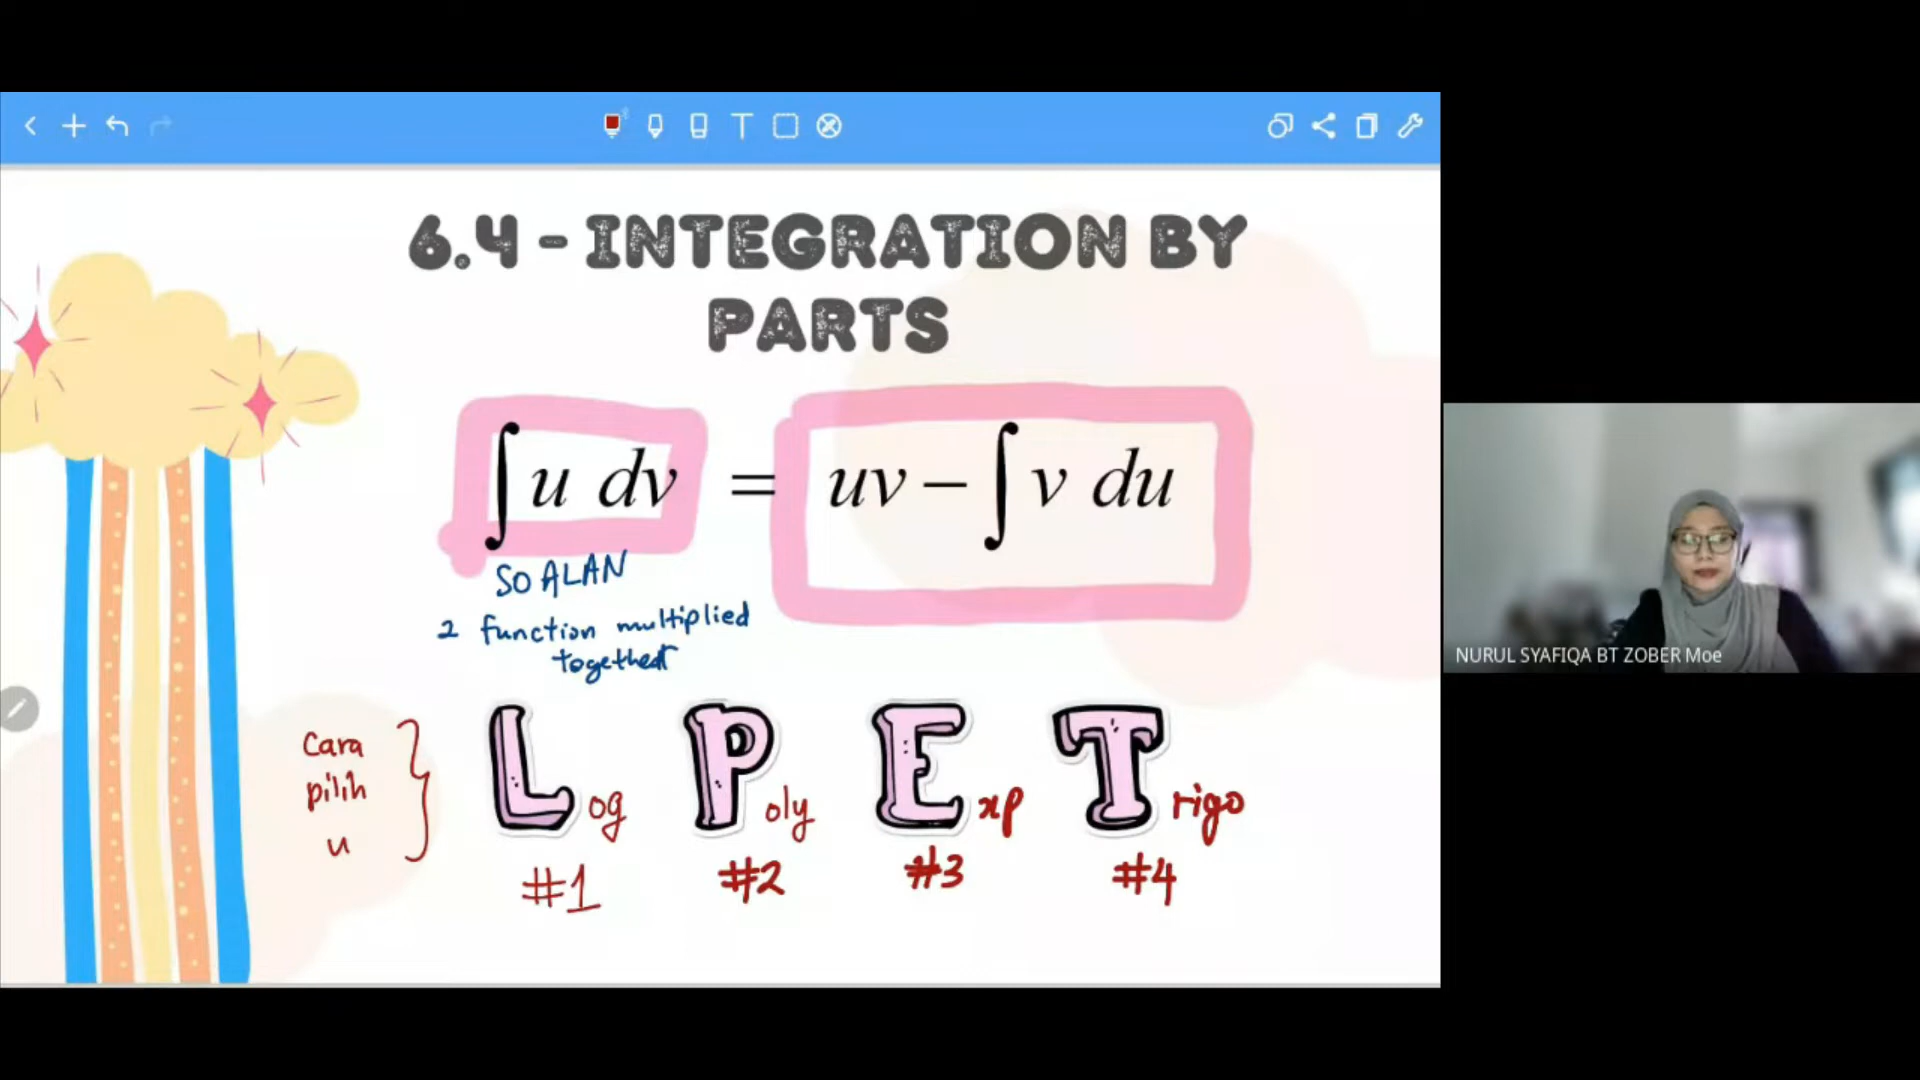 6.4 - INTEGRATION BY
PARTS
∫ u dv = uv − ∫ v du
SOALAN
2 function multiplied
together
Cara
pilih
u
Log Poly Exp Trigo
#1 #2 #3 #4
NURUL SYAFIQA BT ZOBER Moe